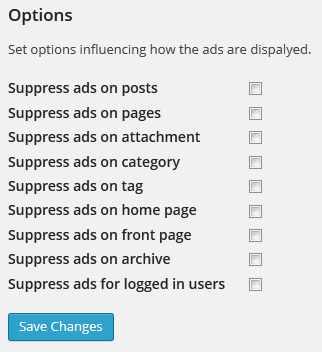 Options
Set options influencing how the ads are dispalyed.
Suppress ads on posts
Suppress ads on pages
Suppress ads on attachment
Suppress ads on category
Suppress ads on tag
Suppress ads on home page
Suppress ads on front page
Suppress ads on archive
Suppress ads for logged in users
Save Changes